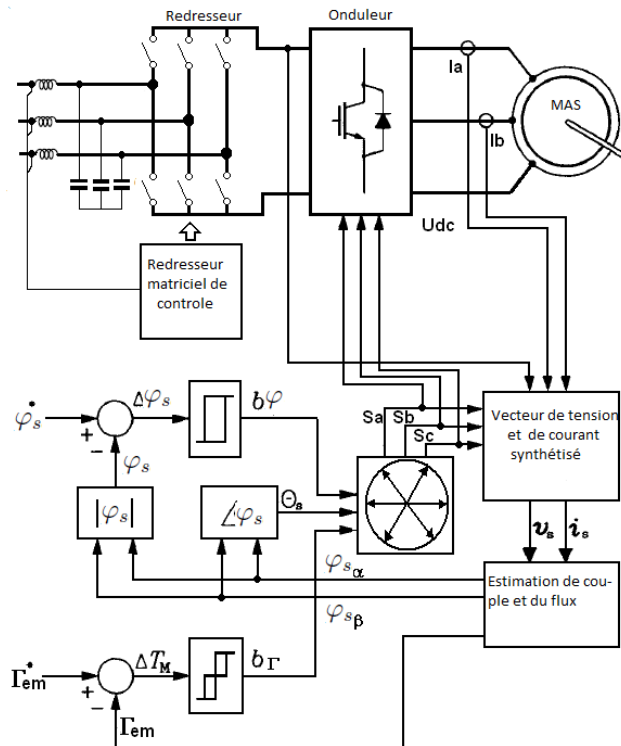 Redresseur
Onduleur
Ia
MAS
Ib
Udc
Redresseur
matriciel de
controle
φs*
+
−
Δφs
bφ
φs
|φs|
∠φs
Θs
Sa
Sb
Sc
Vecteur de tension
et de courant
synthétisé
vs
is
φsα
φsβ
Estimation de cou-
ple et du flux
Γem*
+
−
ΔTM
bΓ
Γem